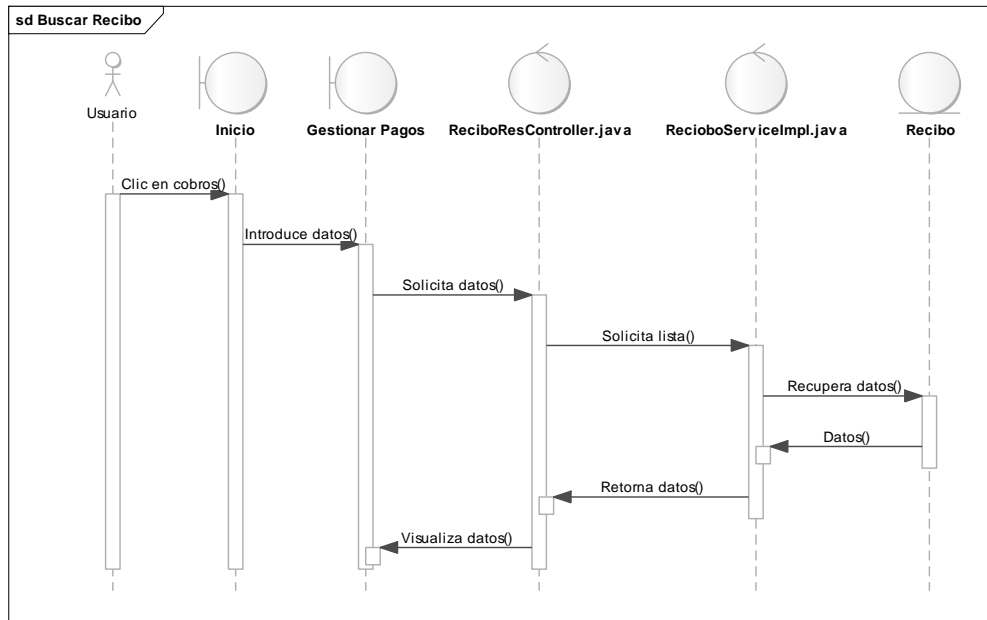 sd Buscar Recibo
Usuario
Inicio
Gestionar Pagos
ReciboResController.java
RecioboServiceImpl.java
Recibo
Clic en cobros()
Introduce datos()
Solicita datos()
Solicita lista()
Recupera datos()
Datos()
Retorna datos()
Visualiza datos()